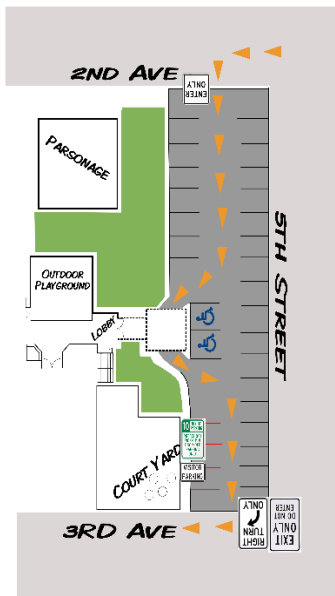 2ND AVE
ENTER
ONLY
PARSONAGE
5TH STREET
OUTDOOR
PLAYGROUND
LOBBY
COURT YARD
10
VISITOR
PARKING
3RD AVE
RIGHT
TURN
ONLY
EXIT
ONLY
DO NOT
ENTER